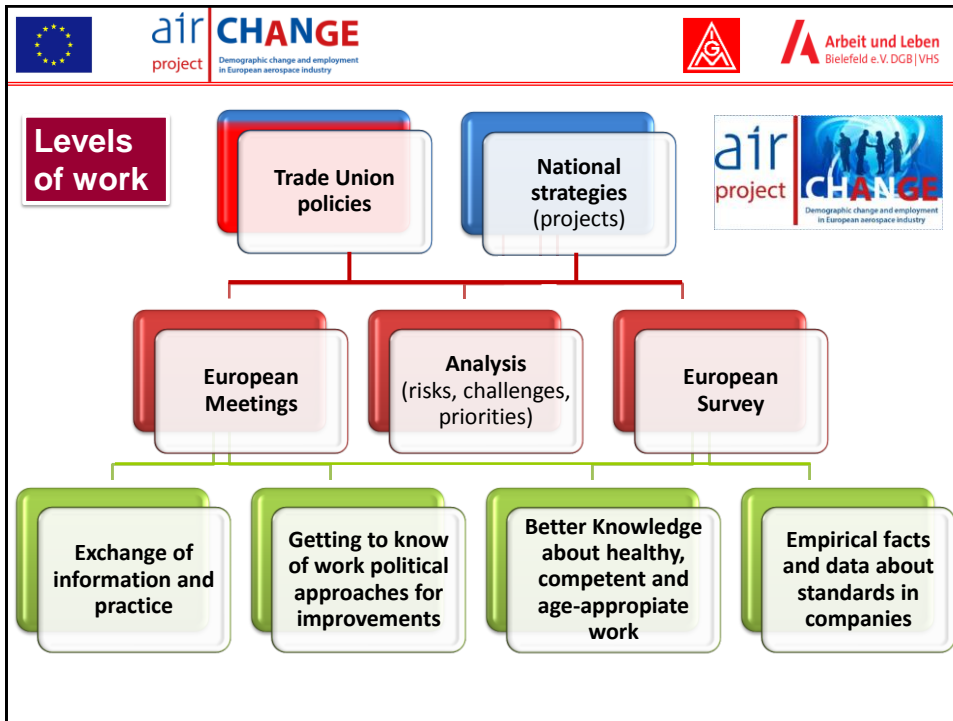 air CHANGE
project Demographic change and employment
in European aerospace industry
IGM
Arbeit und Leben
Bielefeld e.V. DGB|VHS
Levels
of work
Trade Union
policies
National
strategies
(projects)
air
project CHANGE
Demographic change and employment
in European aerospace industry
European
Meetings
Analysis
(risks, challenges,
priorities)
European
Survey
Exchange of
information and
practice
Getting to know
of work political
approaches for
improvements
Better Knowledge
about healthy,
competent and
age-appropiate
work
Empirical facts
and data about
standards in
companies